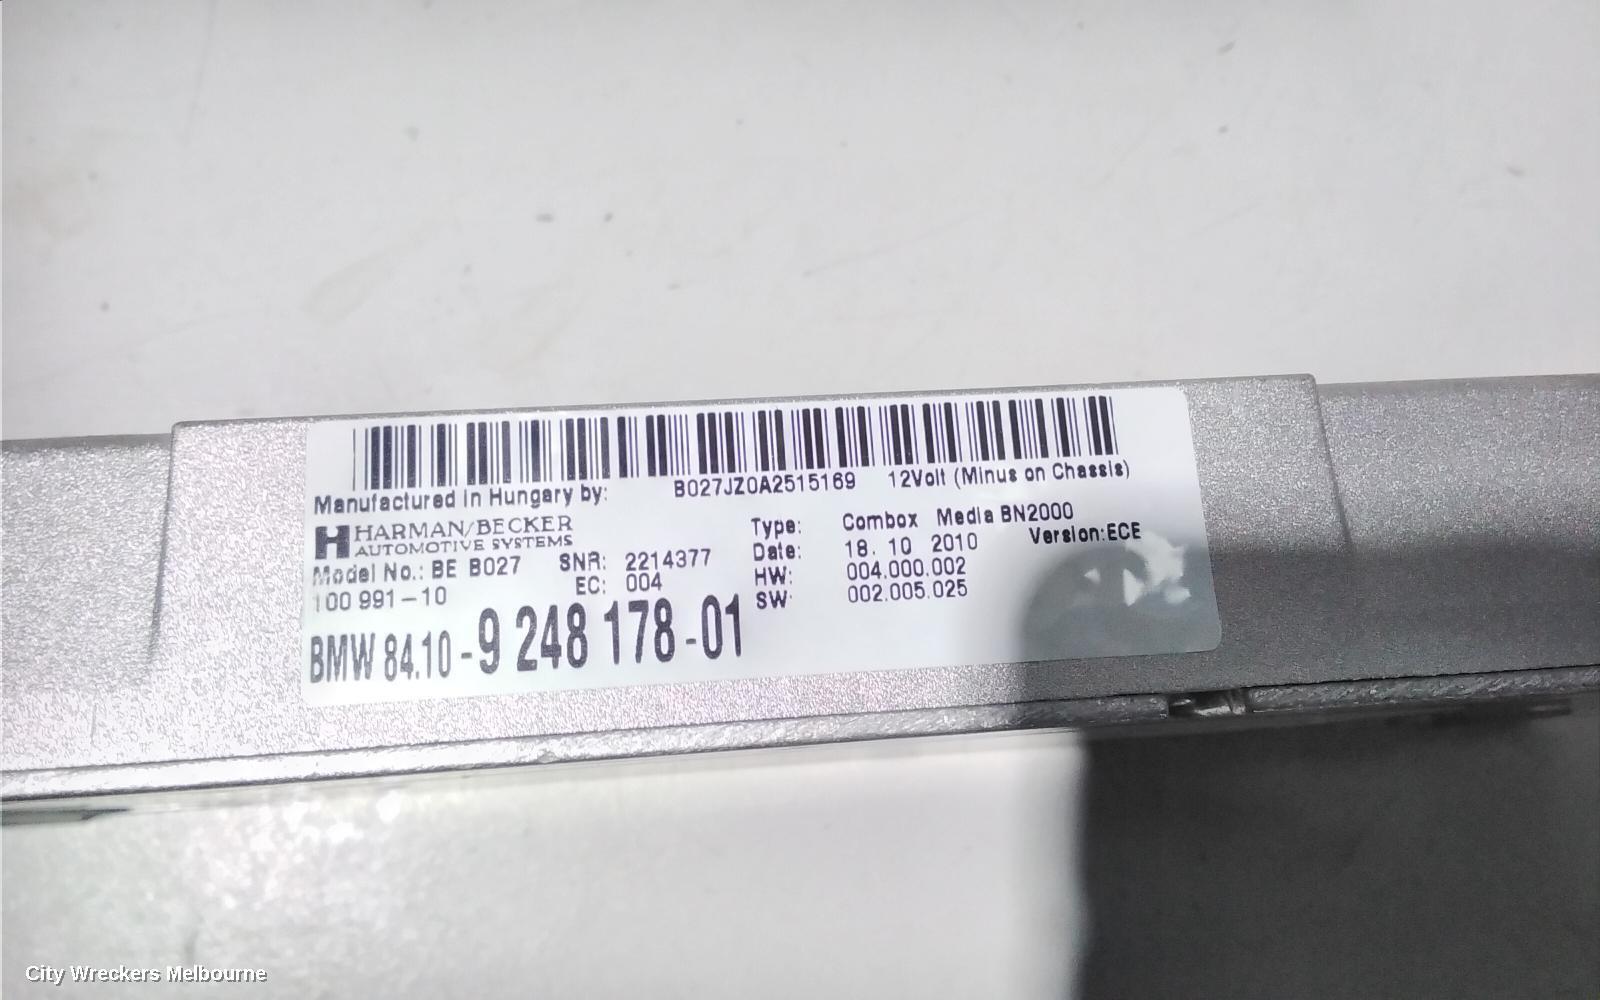 B027JZ0A2515169 12Volt (Minus on Chassis)
Manufactured in Hungary by:
HARMAN/BECKER
AUTOMOTIVE SYSTEMS
Model No.: BE B027 SNR: 2214377
100 991-10 EC: 004
BMW 84.10-9 248 178-01
Type: Combox Media BN2000
Date: 18. 10 2010 Version:ECE
HW: 004.000.002
SW: 002.005.025
City Wreckers Melbourne